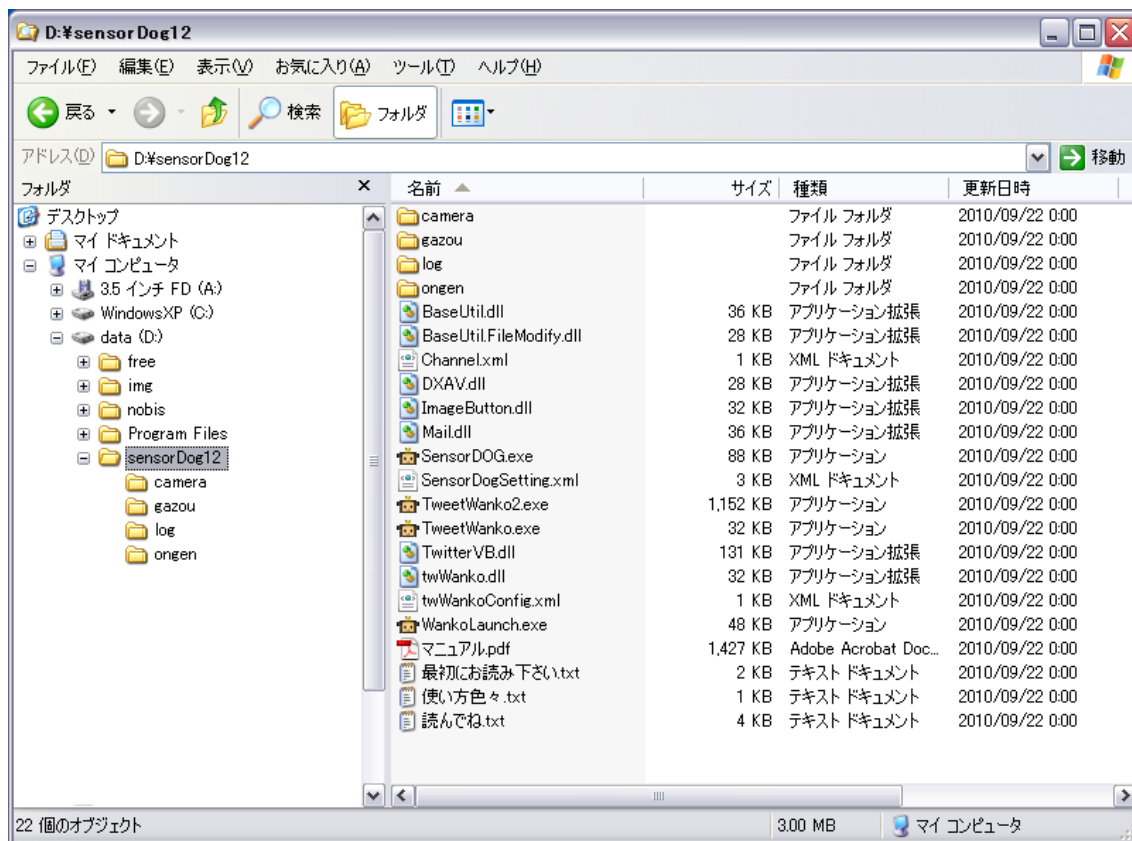 D:¥sensorDog12
ファイル(F) 編集(E) 表示(V) お気に入り(A) ツール(T) ヘルプ(H)
戻る 検索 フォルダ
アドレス(D) D:¥sensorDog12 移動
フォルダ × 名前 サイズ 種類 更新日時
デスクトップ
マイ ドキュメント
マイ コンピュータ
3.5 インチ FD (A:)
WindowsXP (C:)
data (D:)
free
img
nobis
Program Files
sensorDog12
camera
gazou
log
ongen
camera ファイル フォルダ 2010/09/22 0:00
gazou ファイル フォルダ 2010/09/22 0:00
log ファイル フォルダ 2010/09/22 0:00
ongen ファイル フォルダ 2010/09/22 0:00
BaseUtil.dll 36 KB アプリケーション拡張 2010/09/22 0:00
BaseUtil.FileModify.dll 28 KB アプリケーション拡張 2010/09/22 0:00
Channel.xml 1 KB XML ドキュメント 2010/09/22 0:00
DXAV.dll 28 KB アプリケーション拡張 2010/09/22 0:00
ImageButton.dll 32 KB アプリケーション拡張 2010/09/22 0:00
Mail.dll 36 KB アプリケーション拡張 2010/09/22 0:00
SensorDOG.exe 88 KB アプリケーション 2010/09/22 0:00
SensorDogSetting.xml 3 KB XML ドキュメント 2010/09/22 0:00
TweetWanko2.exe 1,152 KB アプリケーション 2010/09/22 0:00
TweetWanko.exe 32 KB アプリケーション 2010/09/22 0:00
TwitterVB.dll 131 KB アプリケーション拡張 2010/09/22 0:00
twWanko.dll 32 KB アプリケーション拡張 2010/09/22 0:00
twWankoConfig.xml 1 KB XML ドキュメント 2010/09/22 0:00
WankoLaunch.exe 48 KB アプリケーション 2010/09/22 0:00
マニュアル.pdf 1,427 KB Adobe Acrobat Doc... 2010/09/22 0:00
最初にお読み下さい.txt 2 KB テキスト ドキュメント 2010/09/22 0:00
使い方色々.txt 1 KB テキスト ドキュメント 2010/09/22 0:00
読んでね.txt 4 KB テキスト ドキュメント 2010/09/22 0:00
22 個のオブジェクト 3.00 MB マイ コンピュータ